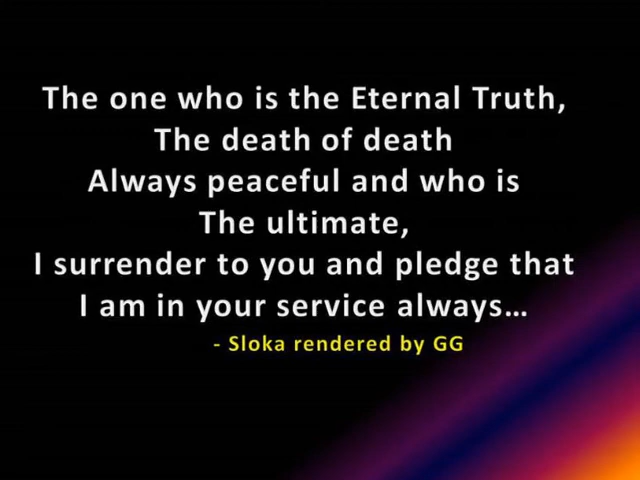 The one who is the Eternal Truth,
The death of death
Always peaceful and who is
The ultimate,
I surrender to you and pledge that
I am in your service always...
- Sloka rendered by GG